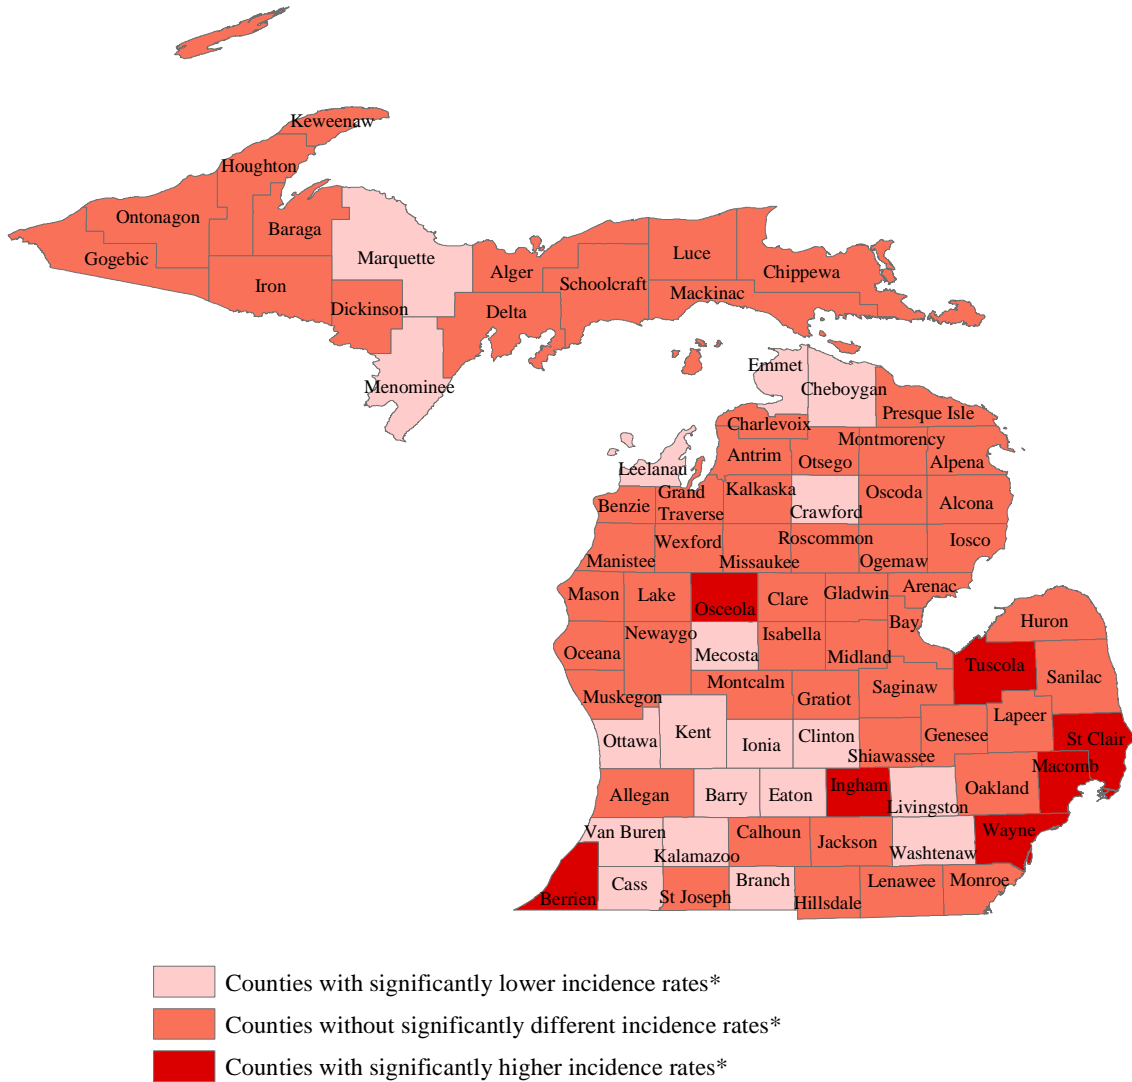 Keweenaw
Houghton
Ontonagon
Baraga
Gogebic
Marquette
Iron
Alger
Luce
Chippewa
Schoolcraft
Mackinac
Dickinson
Delta
Menominee
Emmet
Cheboygan
Presque Isle
Charlevoix
Montmorency
Antrim
Otsego
Alpena
Leelanau
Kalkaska
Oscoda
Grand
Traverse
Benzie
Crawford
Alcona
Wexford
Roscommon
Iosco
Manistee
Missaukee
Ogemaw
Mason
Lake
Osceola
Clare
Gladwin
Arenac
Huron
Newaygo
Isabella
Bay
Oceana
Mecosta
Midland
Tuscola
Sanilac
Muskegon
Montcalm
Gratiot
Saginaw
Lapeer
Ottawa
Kent
Ionia
Clinton
Shiawassee
Genesee
St Clair
Macomb
Allegan
Barry
Eaton
Ingham
Livingston
Oakland
Van Buren
Kalamazoo
Calhoun
Jackson
Washtenaw
Wayne
Berrien
Cass
St Joseph
Branch
Hillsdale
Lenawee
Monroe
Counties with significantly lower incidence rates*
Counties without significantly different incidence rates*
Counties with significantly higher incidence rates*